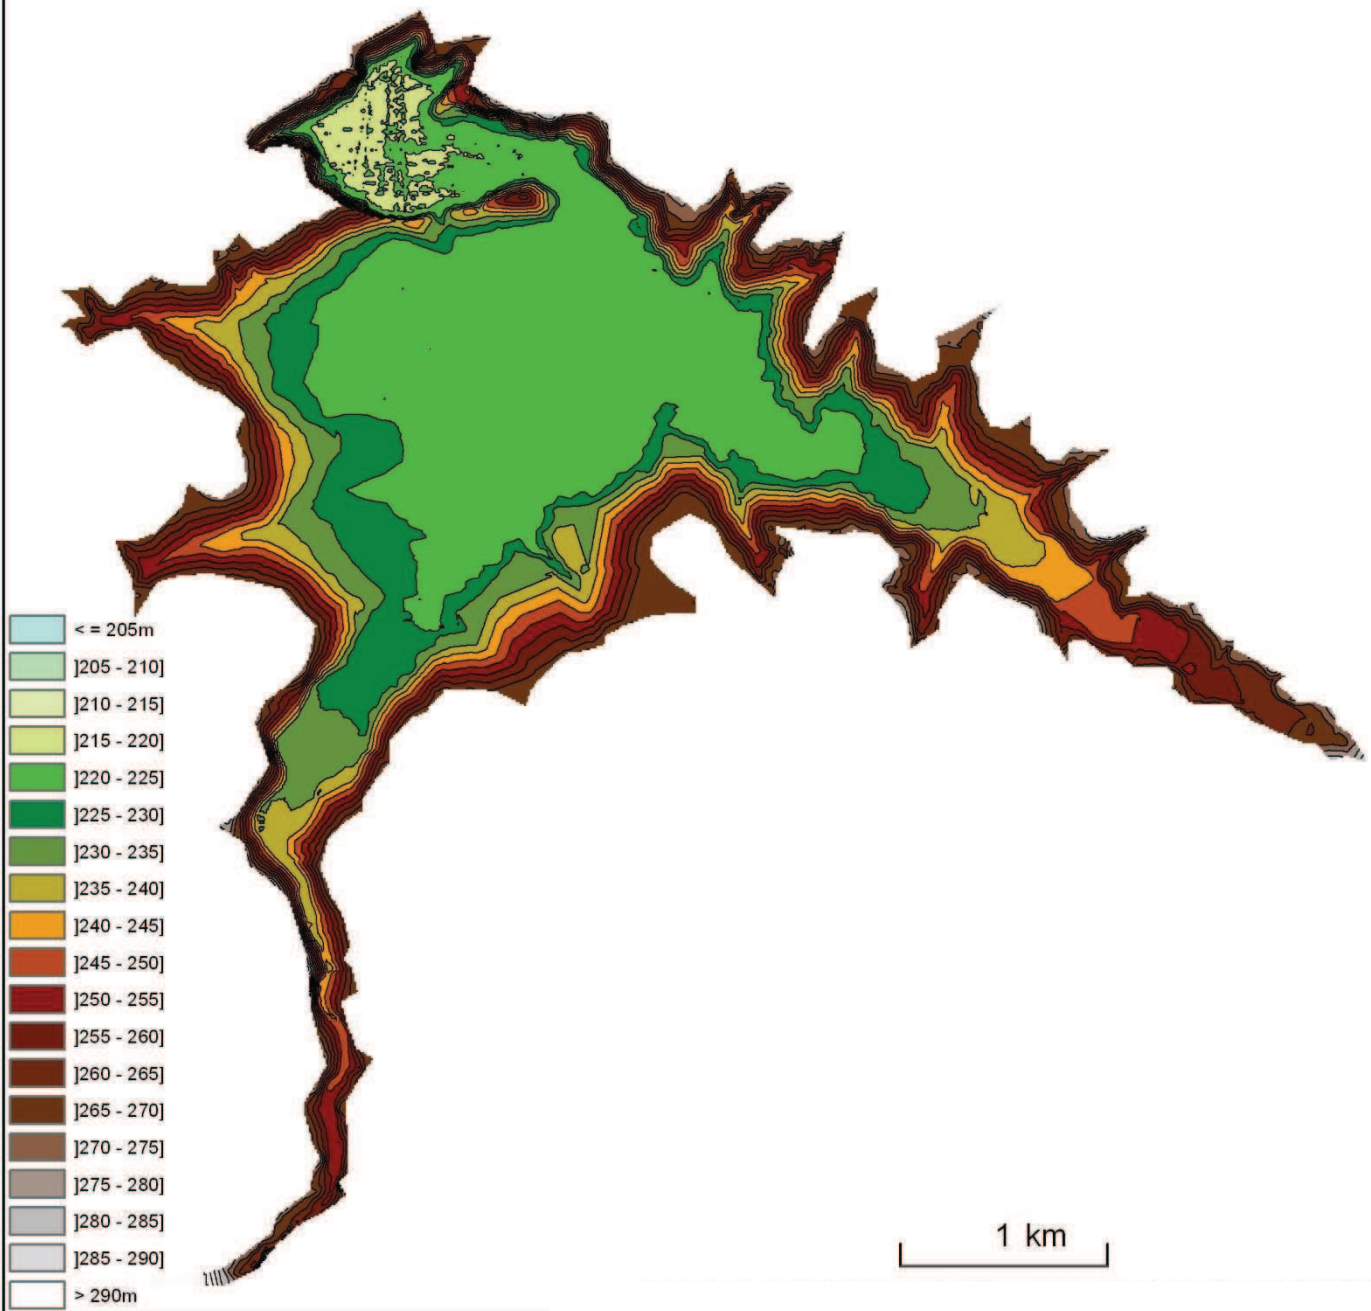 < = 205m
]205 - 210]
]210 - 215]
]215 - 220]
]220 - 225]
]225 - 230]
]230 - 235]
]235 - 240]
]240 - 245]
]245 - 250]
]250 - 255]
]255 - 260]
]260 - 265]
]265 - 270]
]270 - 275]
]275 - 280]
]280 - 285]
]285 - 290]
> 290m
1 km